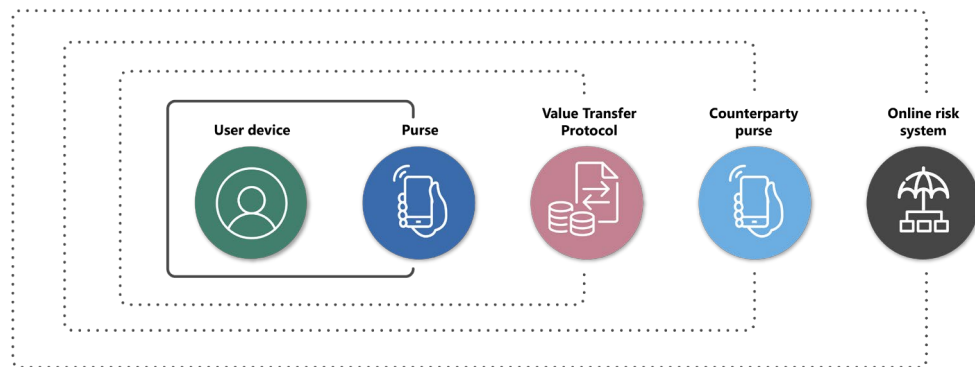 User device
Purse
Value Transfer
Protocol
Counterparty
purse
Online risk
system